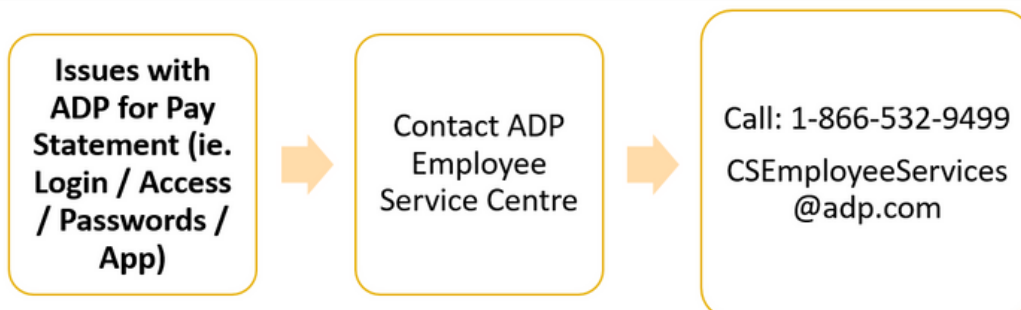 Issues with
ADP for Pay
Statement (ie.
Login / Access
/ Passwords /
App)
Contact ADP
Employee
Service Centre
Call: 1-866-532-9499
CSEmployeeServices
@adp.com